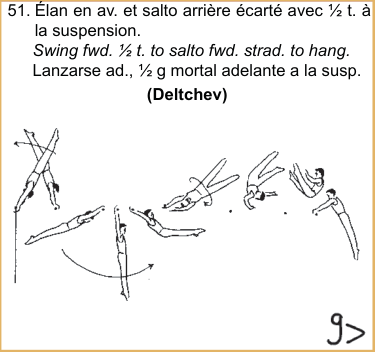 51. Élan en av. et salto arrière écarté avec ½ t. à
la suspension.
Swing fwd. ½ t. to salto fwd. strad. to hang.
Lanzarse ad., ½ g mortal adelante a la susp.
(Deltchev)
g>